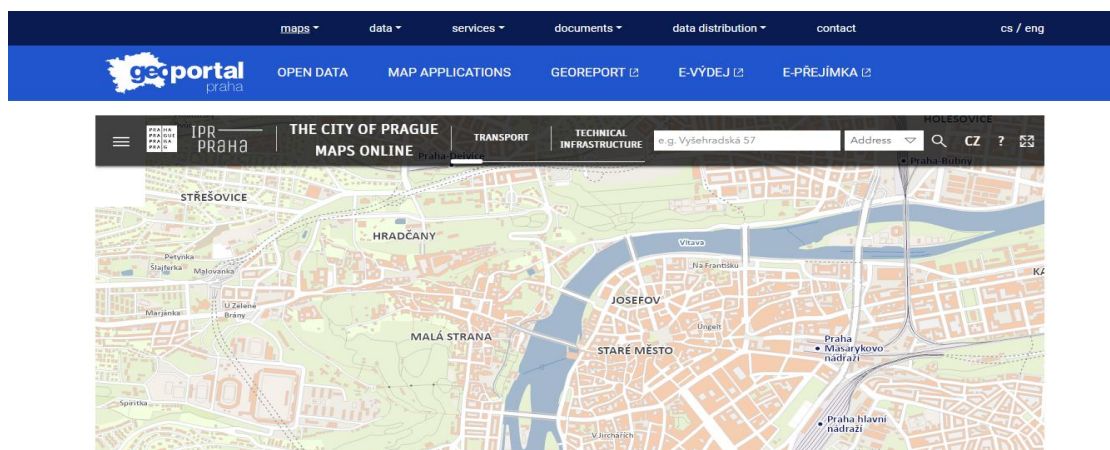 maps data services documents data distribution contact cs / eng
geoportal
praha
OPEN DATA MAP APPLICATIONS GEOREPORT E-VÝDEJ E-PŘEJÍMKA
PRAHA
PRAGUE
PRAGA
PRAG
IPR
PRAHA
THE CITY OF PRAGUE
MAPS ONLINE
TRANSPORT
TECHNICAL
INFRASTRUCTURE
e.g. Vyšehradská 57
Address
CZ ?
HOLEŠOVICE
Praha-Dejvice
Praha-Bubny
STŘEŠOVICE
HRADČANY
Vltava
Petynka
Šlajferka
Malovanka
Na Františku
KA
U Zelené
Brány
Marjánka
JOSEFOV
Ungelt
MALÁ STRANA
STARÉ MĚSTO
Praha
Masarykovo
nádraží
Spiritka
Praha hlavní
nádraží
V Jirchářích